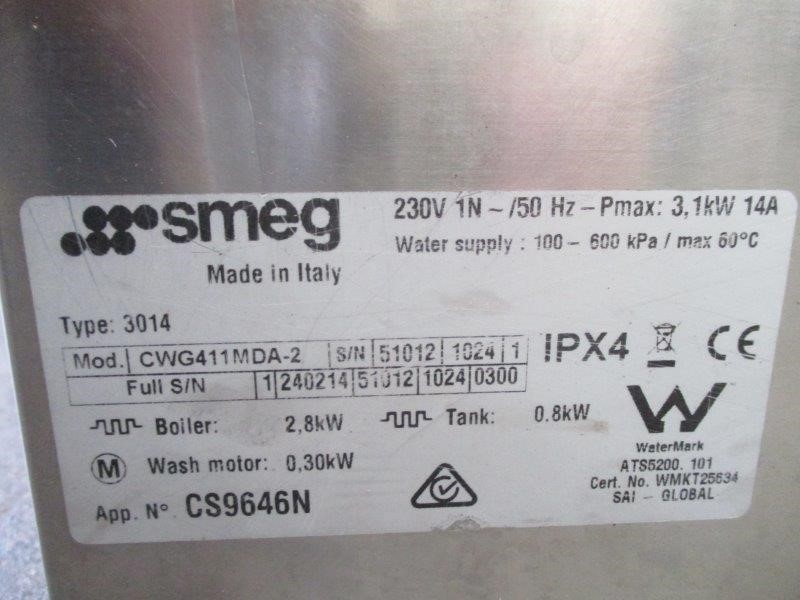 smeg
Made in Italy
230V 1N ~ /50 Hz – Pmax: 3,1kW 14A
Water supply : 100 – 600 kPa / max 60°C
Type: 3014
Mod. CWG411MDA-2 S/N 51012 1024 1
Full S/N 1 240214 51012 1024 0300
IPX4 CE
Boiler: 2,8kW Tank: 0.8kW
M Wash motor: 0,30kW
App. N° CS9646N
W
WaterMark
ATS5200. 101
Cert. No. WMKT25634
SAI – GLOBAL